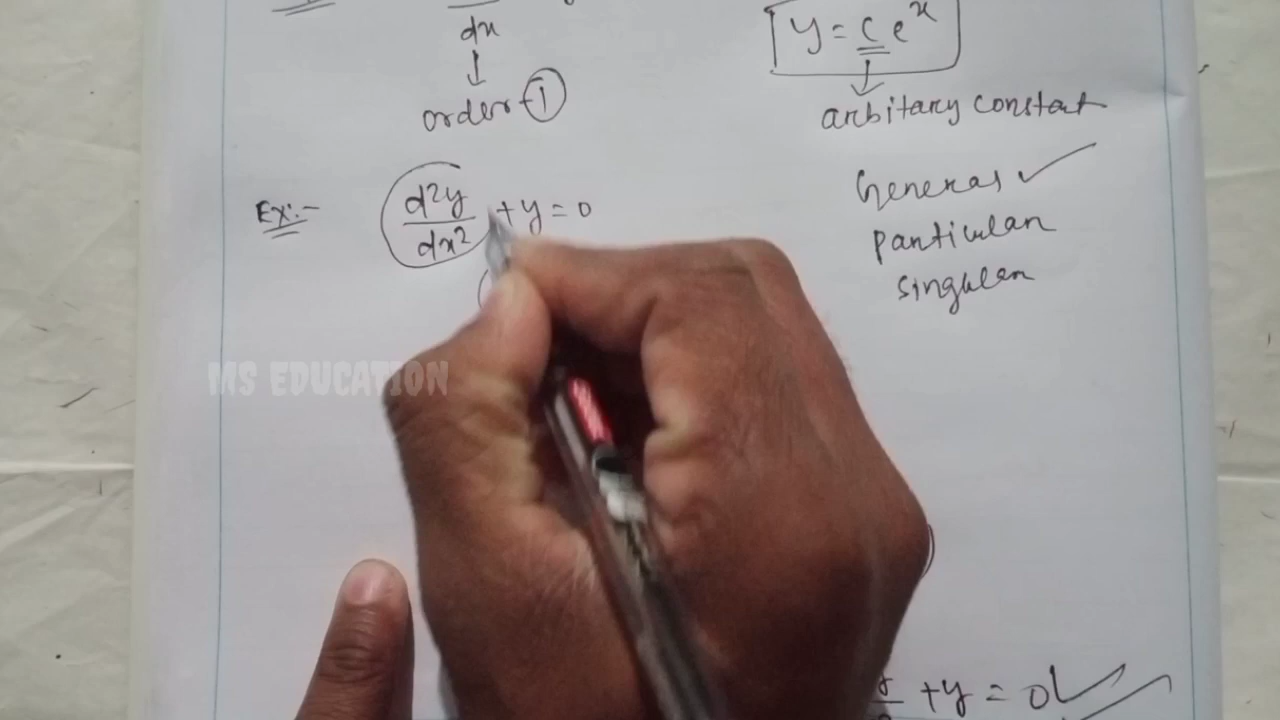 dx
y = c e^x
↓
order - 1
arbitary constant
Ex:- d²y/dx² + y = 0
General ✓
particular
singular
MS EDUCATION
+y = 0